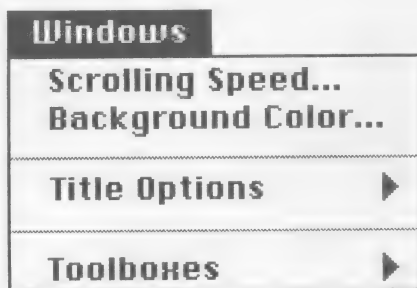 Windows
Scrolling Speed...
Background Color...
Title Options
Toolboxes